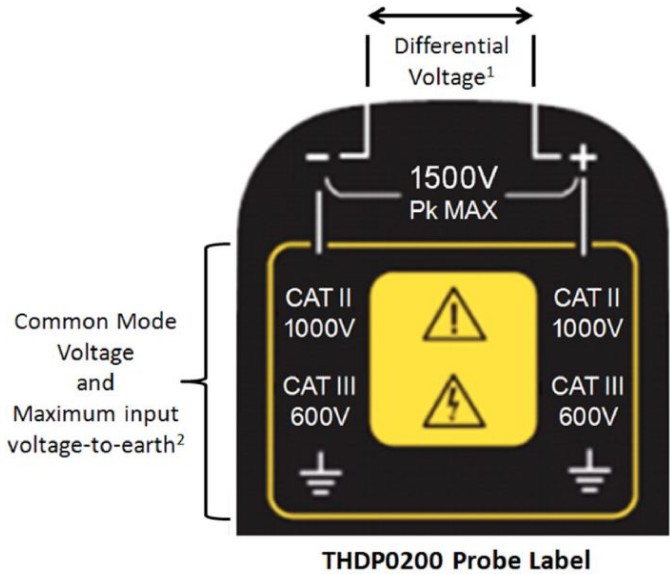 Differential
Voltage¹
- +
1500V
Pk MAX
CAT II
1000V
CAT III
600V
CAT II
1000V
CAT III
600V
Common Mode
Voltage
and
Maximum input
voltage-to-earth²
THDP0200 Probe Label